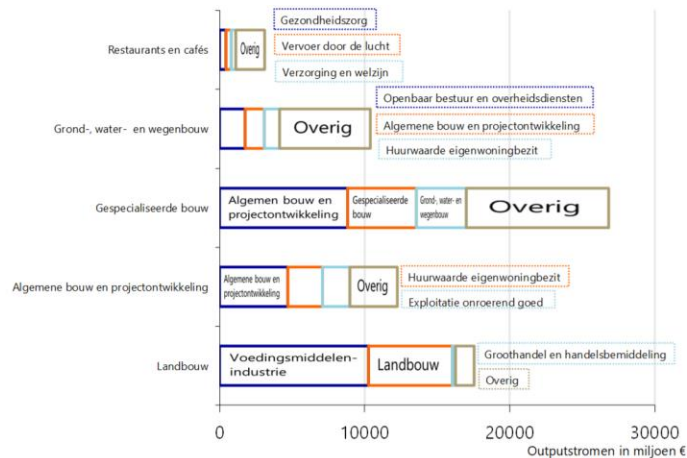 Restaurants en cafés
Overig
Gezondheidszorg
Vervoer door de lucht
Verzorging en welzijn
Grond-, water- en wegenbouw
Overig
Openbaar bestuur en overheidsdiensten
Algemene bouw en projectontwikkeling
Huurwaarde eigenwoningbezit
Gespecialiseerde bouw
Algemen bouw en
projectontwikkeling
Gespecialiseerde
bouw
Grond-, water- en
wegenbouw
Overig
Algemene bouw en projectontwikkeling
Algemene bouw en
projectontwikkeling
Overig
Huurwaarde eigenwoningbezit
Exploitatie onroerend goed
Landbouw
Voedingsmiddelen-
industrie
Landbouw
Groothandel en handelsbemiddeling
Overig
0 10000 20000 30000
Outputstromen in miljoen €